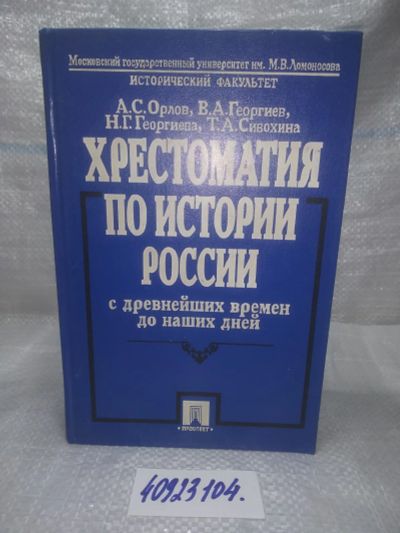 Московский государственный университет им. М.В.Ломоносова
ИСТОРИЧЕСКИЙ ФАКУЛЬТЕТ
А.С.Орлов, В.А.Георгиев,
Н.Г.Георгиева, Т.А.Сивохина
ХРЕСТОМАТИЯ
ПО ИСТОРИИ
РОССИИ
с древнейших времен
до наших дней
• ПРОСПЕКТ •
40923104.